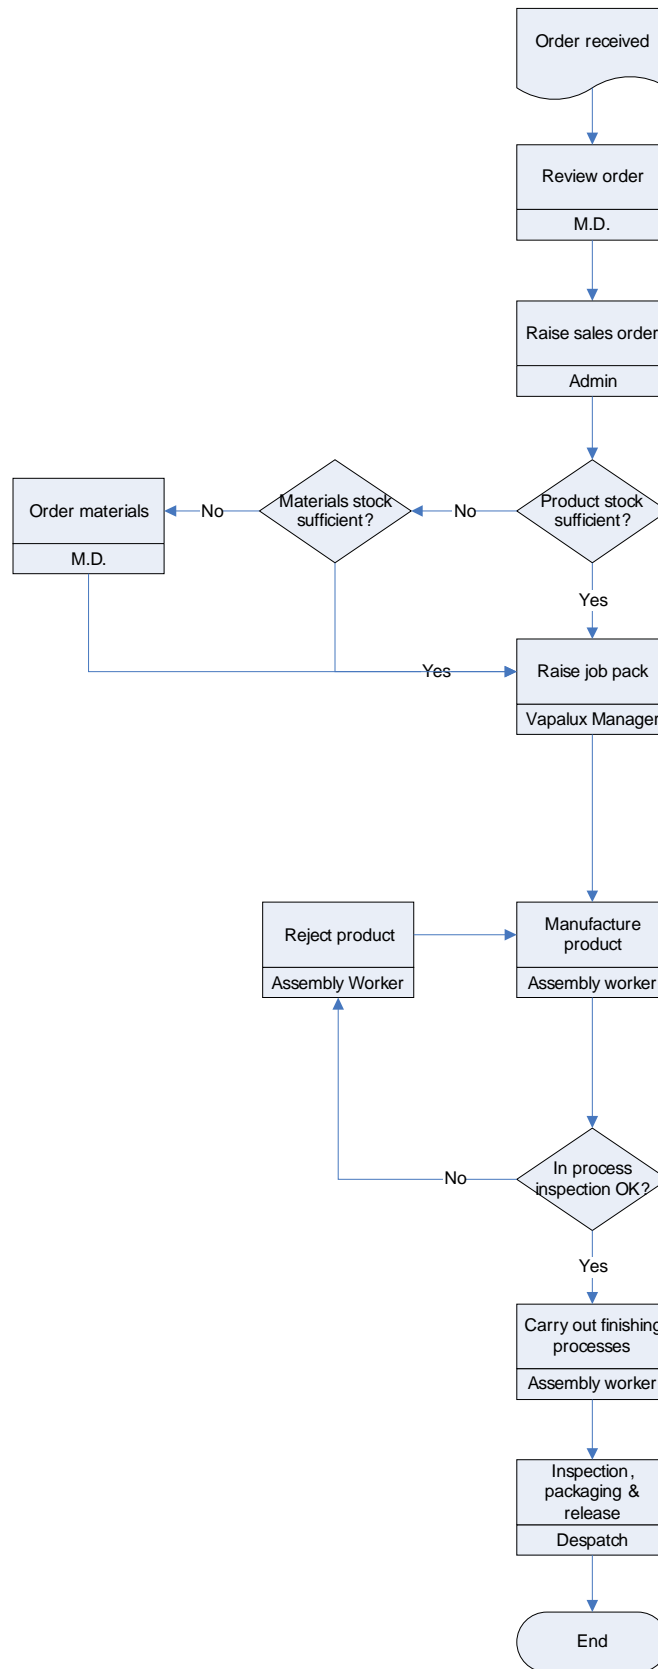 Order received
Review order
M.D.
Raise sales order
Admin
Order materials
M.D.
No
Materials stock
sufficient?
No
Product stock
sufficient?
Yes
Yes
Raise job pack
Vapalux Manager
Reject product
Assembly Worker
Manufacture
product
Assembly worker
No
In process
inspection OK?
Yes
Carry out finishing
processes
Assembly worker
Inspection,
packaging &
release
Despatch
End